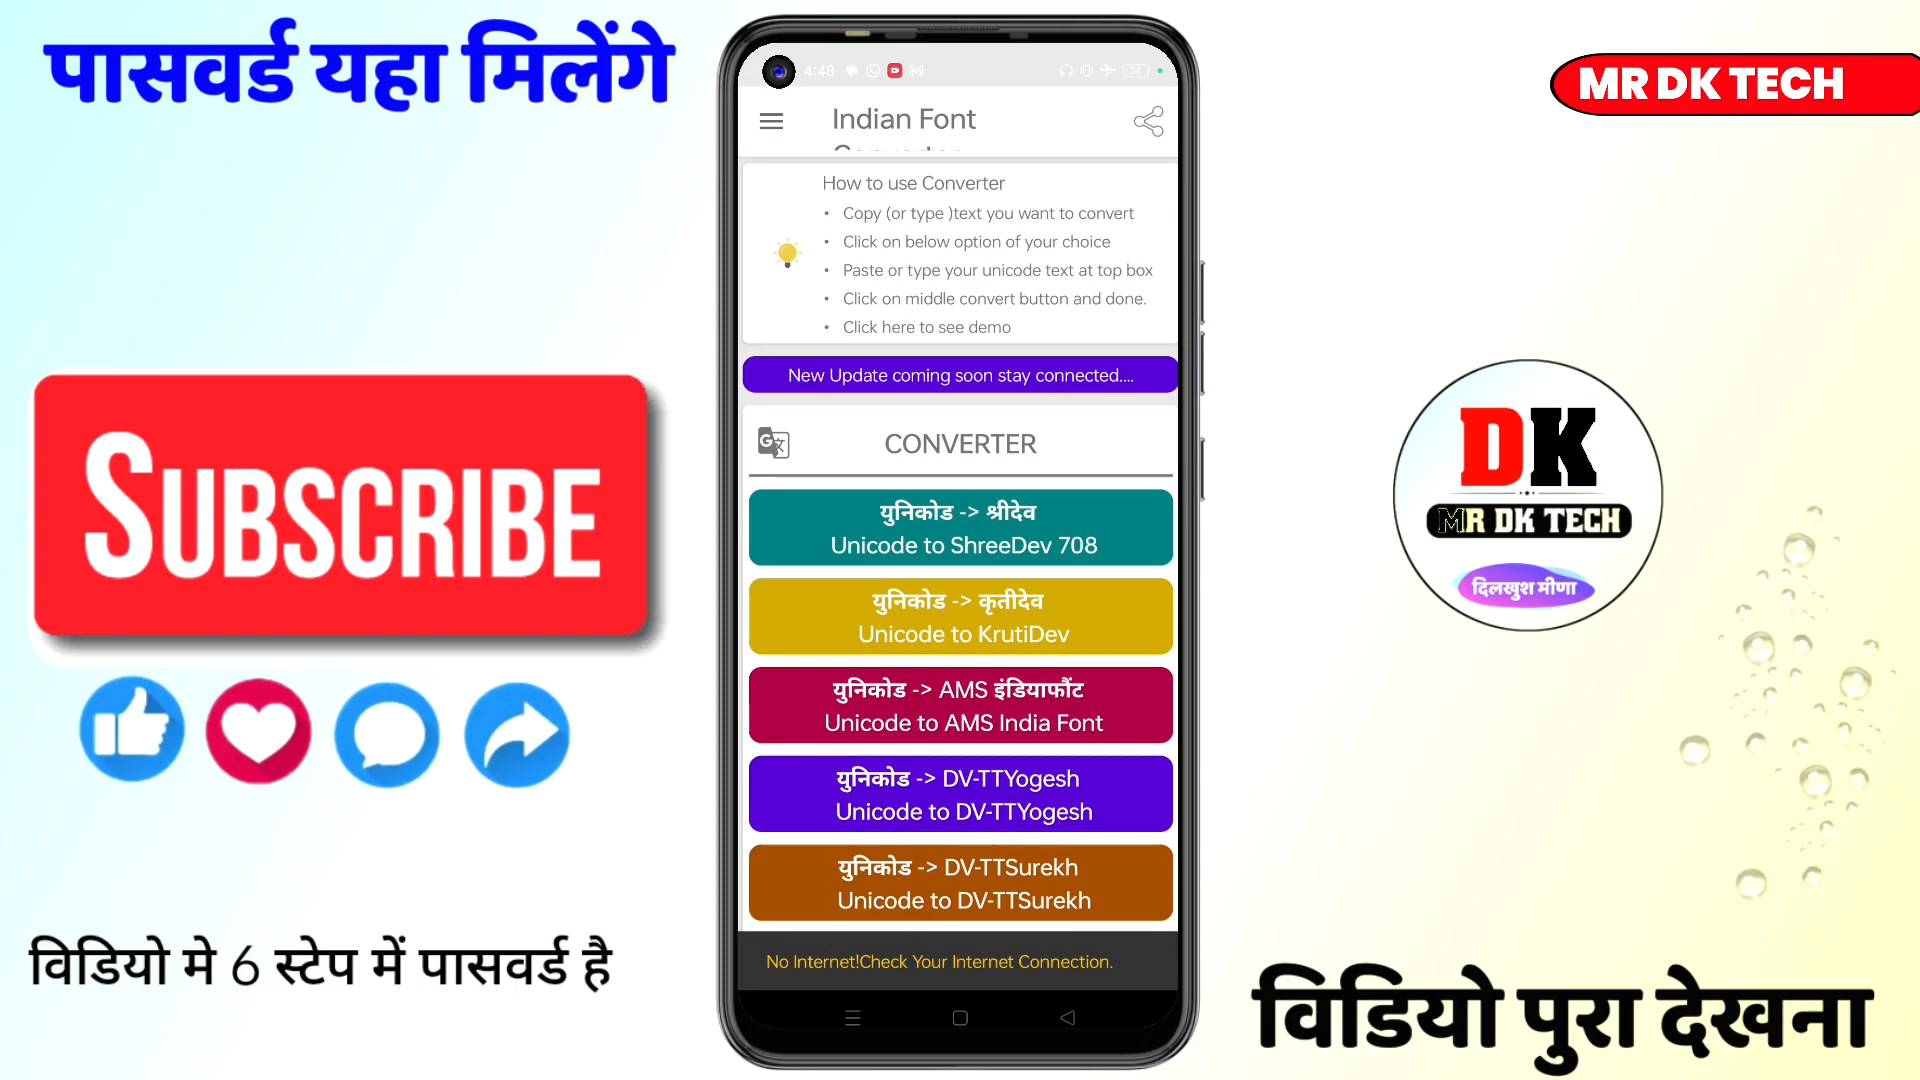 पासवर्ड यहा मिलेंगे
MR DK TECH
4:48
Indian Font
How to use Converter
• Copy (or type )text you want to convert
• Click on below option of your choice
• Paste or type your unicode text at top box
• Click on middle convert button and done.
• Click here to see demo
New Update coming soon stay connected....
CONVERTER
युनिकोड -> श्रीदेव
Unicode to ShreeDev 708
युनिकोड -> कृतीदेव
Unicode to KrutiDev
युनिकोड -> AMS इंडियाफौंट
Unicode to AMS India Font
युनिकोड -> DV-TTYogesh
Unicode to DV-TTYogesh
युनिकोड -> DV-TTSurekh
Unicode to DV-TTSurekh
No Internet!Check Your Internet Connection.
SUBSCRIBE
DK
MR DK TECH
दिलखुश मीणा
विडियो मे 6 स्टेप में पासवर्ड है
विडियो पुरा देखना